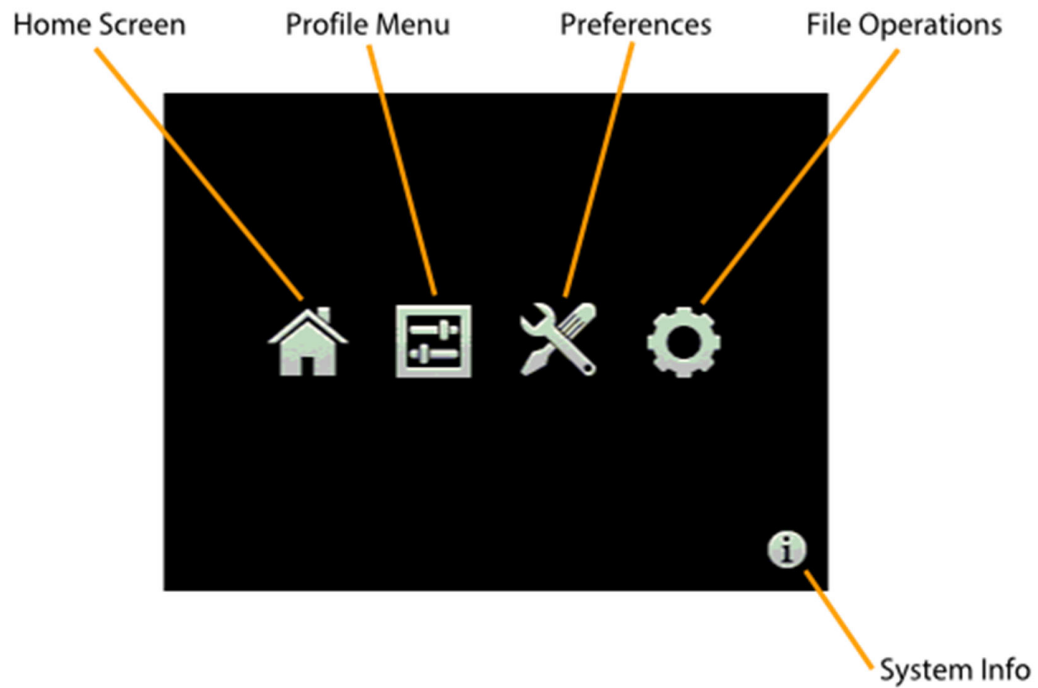 Home Screen
Profile Menu
Preferences
File Operations
i
System Info